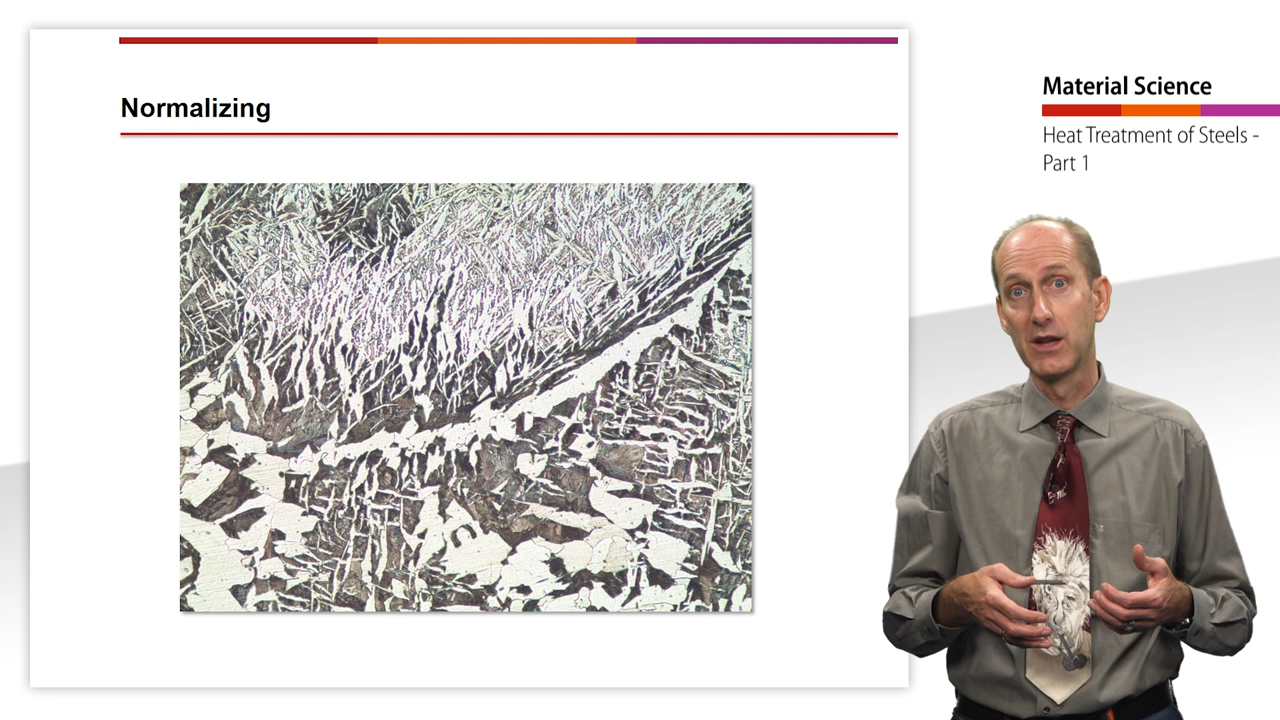 Normalizing
Material Science
Heat Treatment of Steels -
Part 1